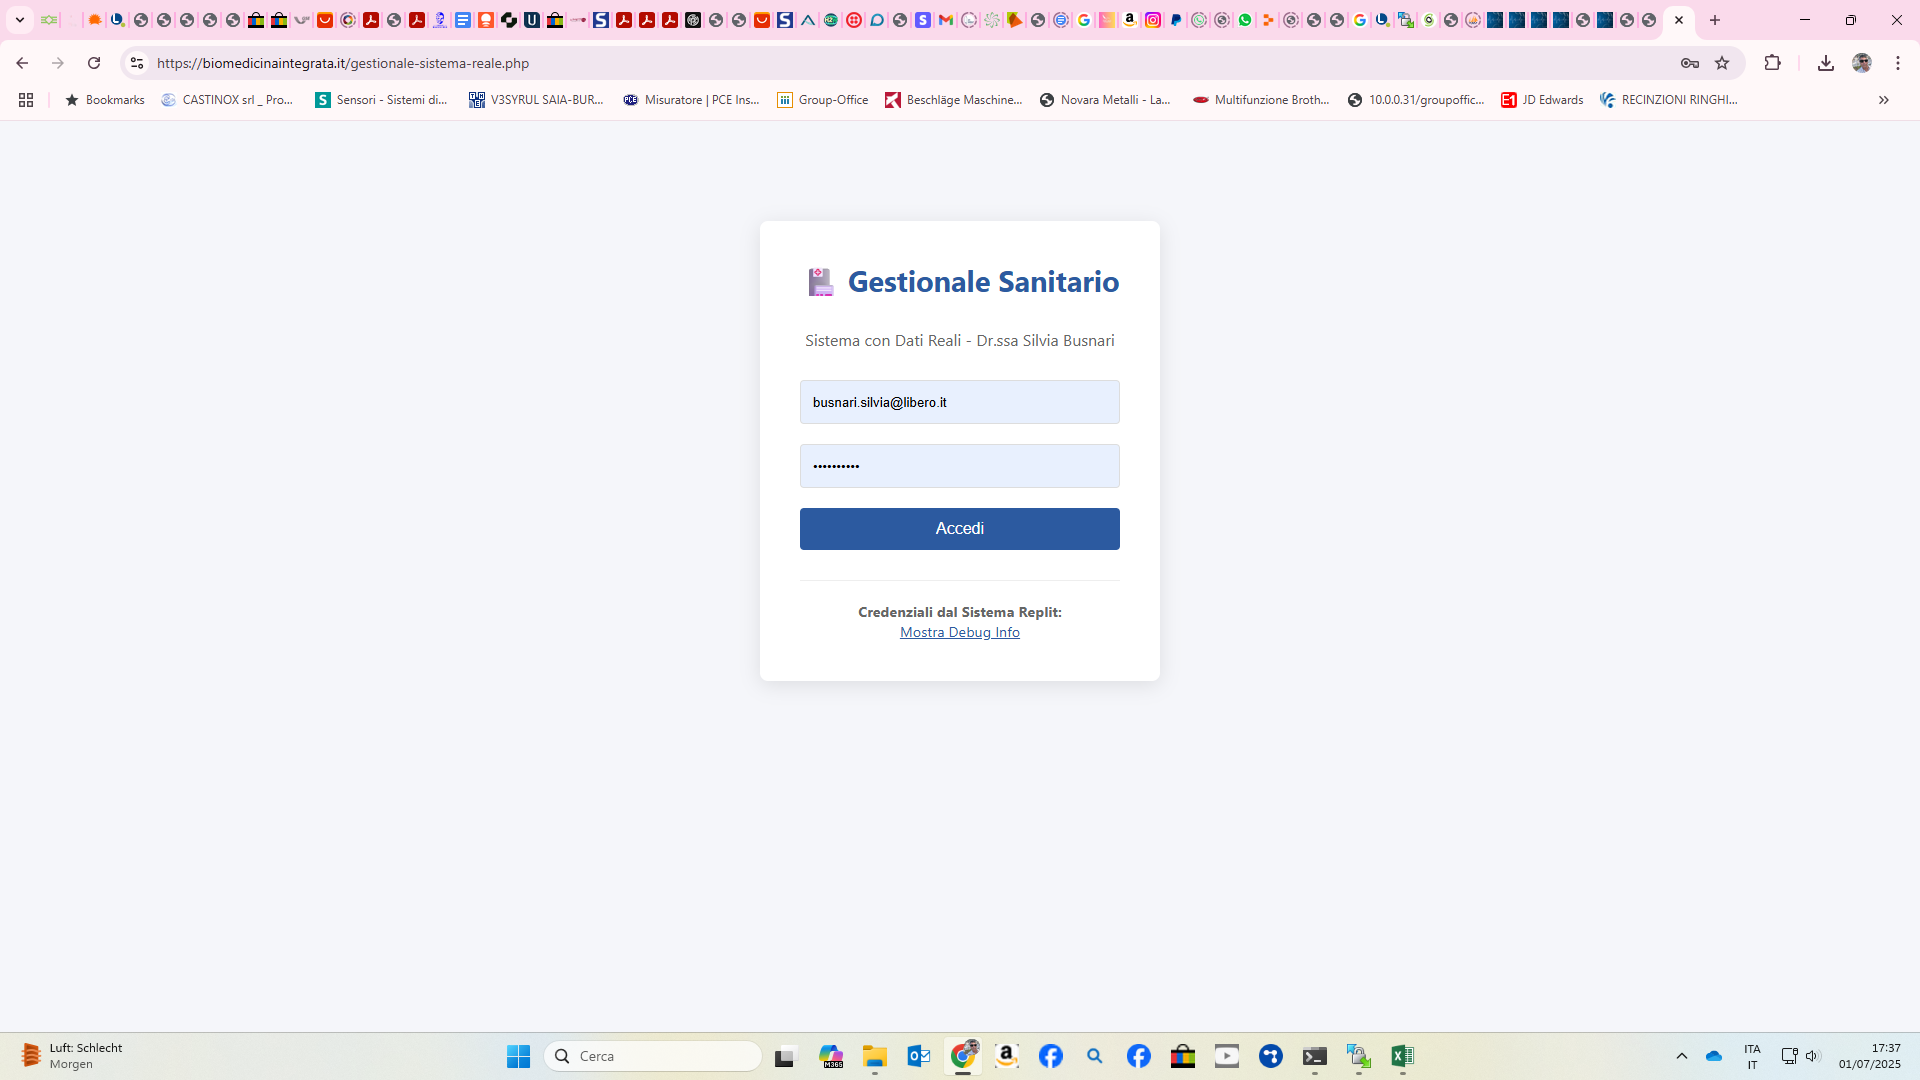 https://biomedicinaintegrata.it/gestionale-sistema-reale.php
Bookmarks
CASTINOX srl _ Pro...
Sensori - Sistemi di...
V3SYRUL SAIA-BUR...
Misuratore | PCE Ins...
Group-Office
Beschläge Maschine...
Novara Metalli - La...
Multifunzione Broth...
10.0.0.31/groupoffic...
JD Edwards
RECINZIONI RINGHI...
Gestionale Sanitario
Sistema con Dati Reali - Dr.ssa Silvia Busnari
busnari.silvia@libero.it
••••••••••
Accedi
Credenziali dal Sistema Replit:
Mostra Debug Info
Luft: Schlecht
Morgen
Cerca
ITA
IT
17:37
01/07/2025